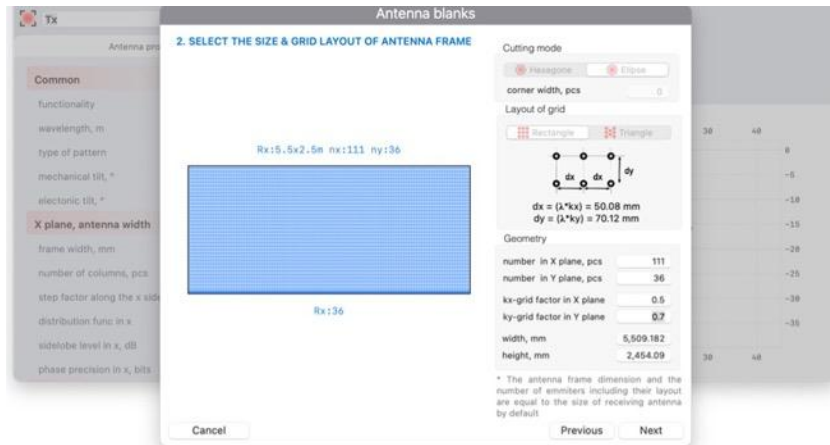 Antenna blanks
Tx
Antenna pro
Common
functionality
wavelength, m
type of pattern
mechanical tilt, °
electonic tilt, °
X plane, antenna width
frame width, mm
number of columns, pcs
step factor along the x side
distribution func in x
sidelobe level in x, dB
phase precision in x, bits
2. SELECT THE SIZE & GRID LAYOUT OF ANTENNA FRAME
Rx:5.5x2.5m nx:111 ny:36
Rx:36
Cutting mode
Hexagone Elipse
corner width, pcs 0
Layout of grid
Rectangle Triangle
dx dx dy
dx = (λ*kx) = 50.08 mm
dy = (λ*ky) = 70.12 mm
Geometry
number in X plane, pcs 111
number in Y plane, pcs 36
kx-grid factor in X plane 0.5
ky-grid factor in Y plane 0.7
width, mm 5,509.182
height, mm 2,454.09
* The antenna frame dimension and the
number of emmiters including their layout
are equal to the size of receiving antenna
by default
Cancel Previous Next
30 40
0
-5
-10
-15
-20
-25
-30
-35
30 40